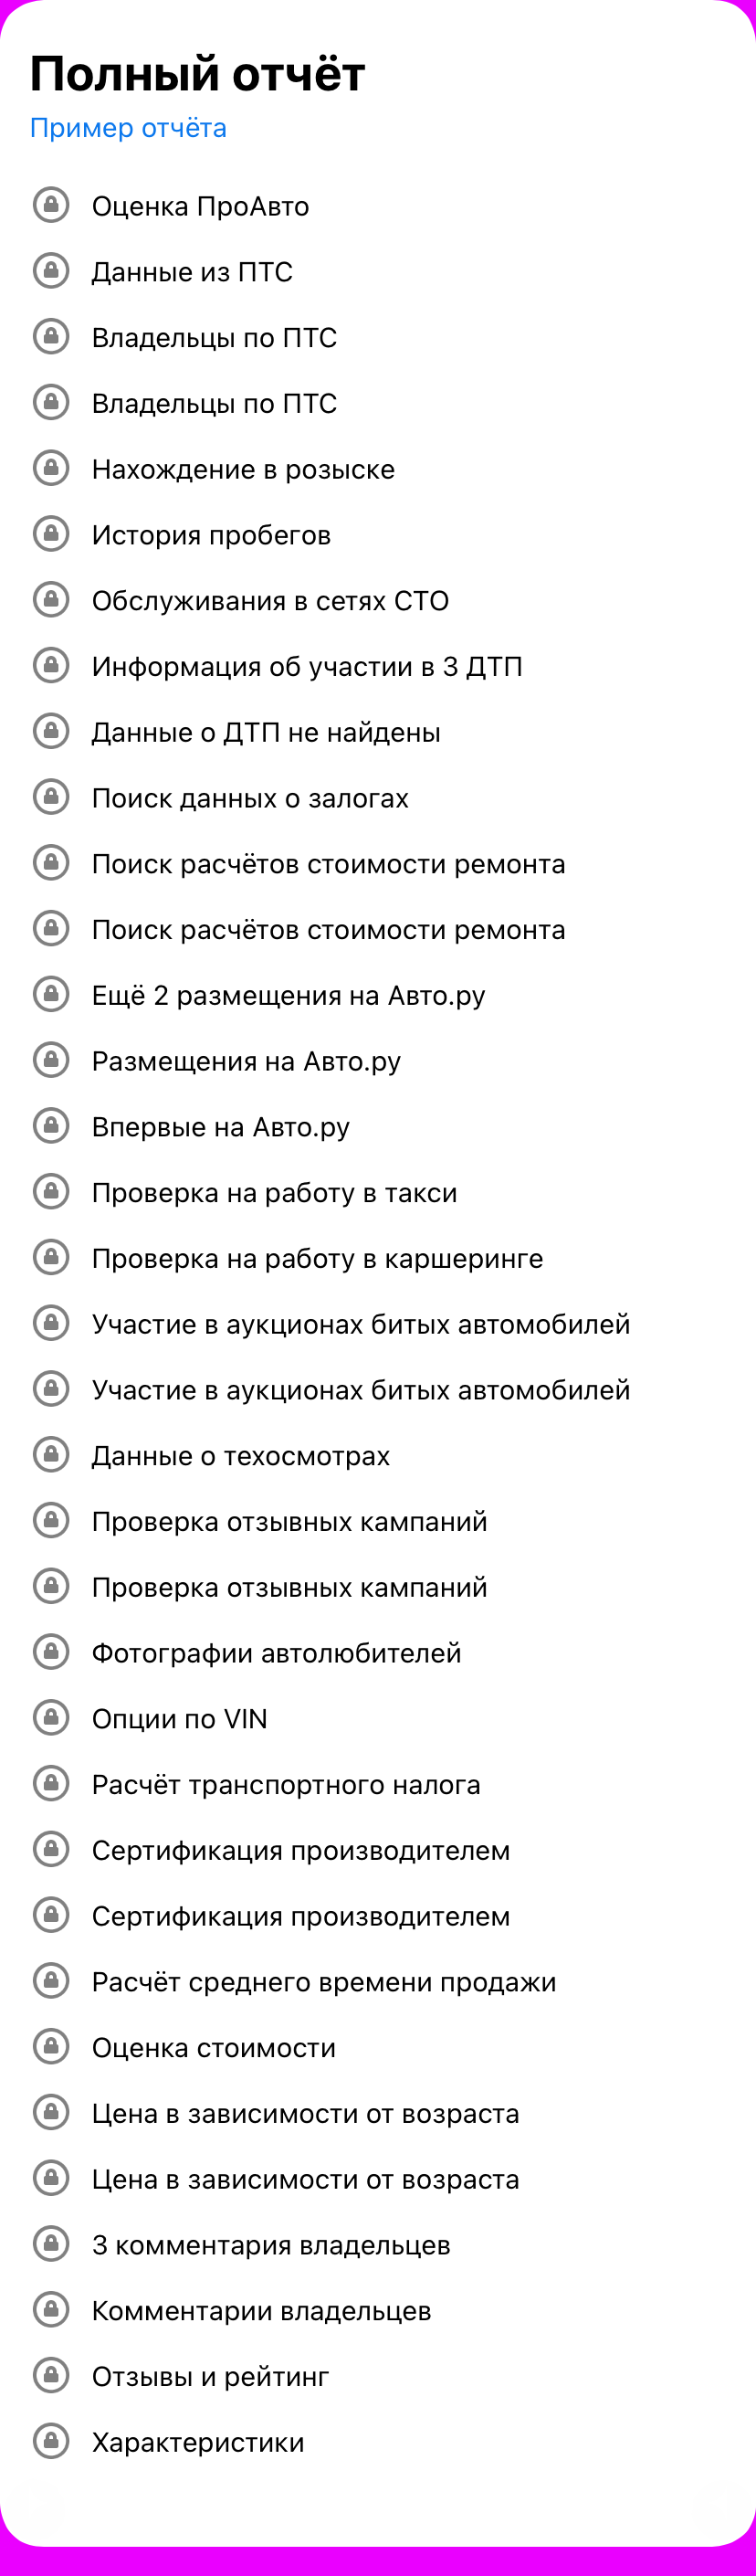 Полный отчёт
Пример отчёта
Оценка ПроАвто
Данные из ПТС
Владельцы по ПТС
Владельцы по ПТС
Нахождение в розыске
История пробегов
Обслуживания в сетях СТО
Информация об участии в 3 ДТП
Данные о ДТП не найдены
Поиск данных о залогах
Поиск расчётов стоимости ремонта
Поиск расчётов стоимости ремонта
Ещё 2 размещения на Авто.ру
Размещения на Авто.ру
Впервые на Авто.ру
Проверка на работу в такси
Проверка на работу в каршеринге
Участие в аукционах битых автомобилей
Участие в аукционах битых автомобилей
Данные о техосмотрах
Проверка отзывных кампаний
Проверка отзывных кампаний
Фотографии автолюбителей
Опции по VIN
Расчёт транспортного налога
Сертификация производителем
Сертификация производителем
Расчёт среднего времени продажи
Оценка стоимости
Цена в зависимости от возраста
Цена в зависимости от возраста
3 комментария владельцев
Комментарии владельцев
Отзывы и рейтинг
Характеристики